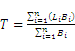 T = \frac{\sum_{i=1}^{n}(L_i B_i)}{\sum_{i=1}^{n} B_i}